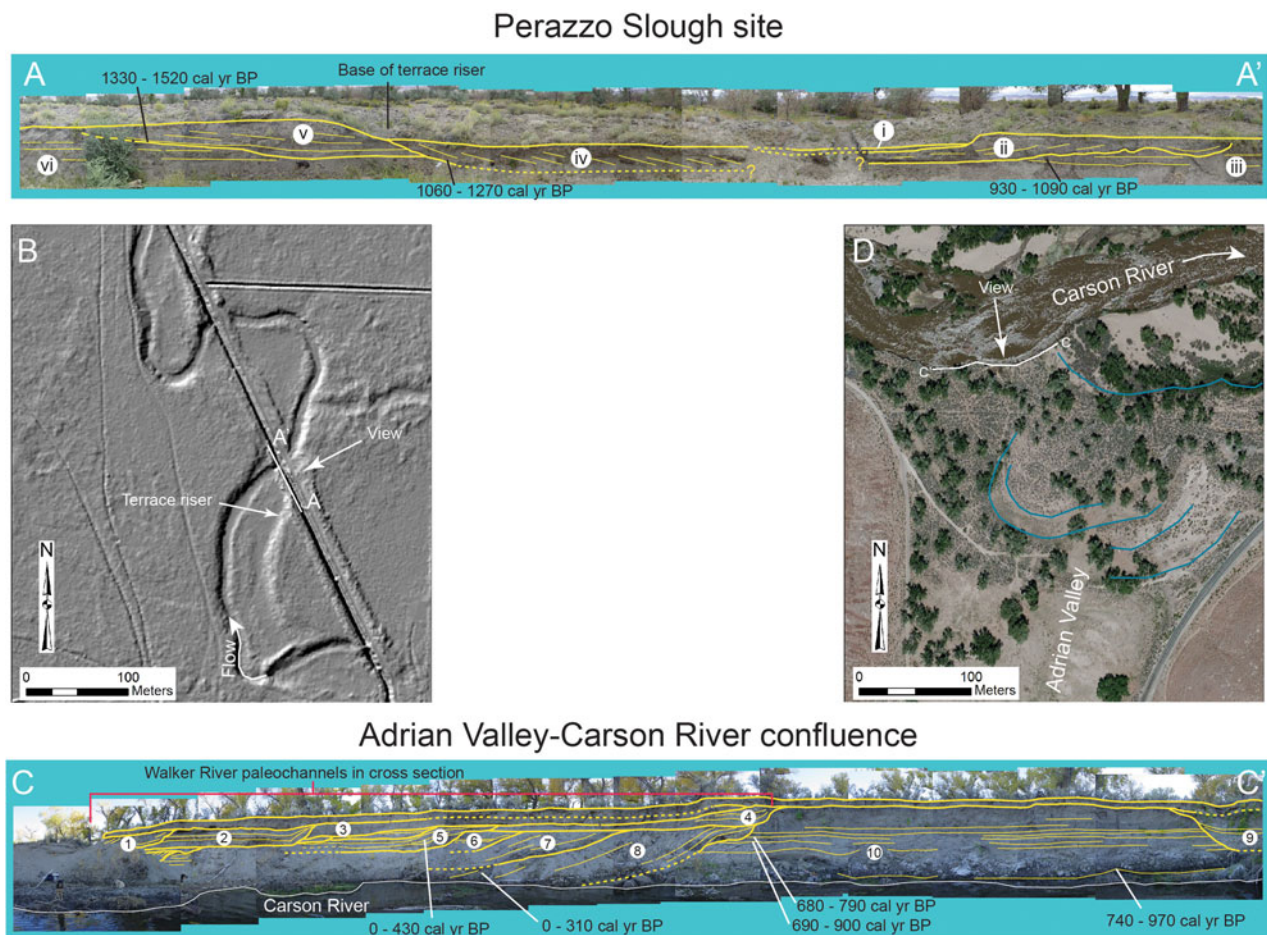 Perazzo Slough site
A
1330 - 1520 cal yr BP
Base of terrace riser
A'
i
v
ii
vi
iv
iii
?
?
1060 - 1270 cal yr BP
930 - 1090 cal yr BP
B
A'
View
Terrace riser
A
N
Flow
0 100
Meters
D
Carson River
View
C'
C
N
Adrian Valley
0 100
Meters
Adrian Valley-Carson River confluence
C
Walker River paleochannels in cross section
C'
1
2
3
5
6
7
8
4
10
9
Carson River
0 - 430 cal yr BP
0 - 310 cal yr BP
680 - 790 cal yr BP
690 - 900 cal yr BP
740 - 970 cal yr BP